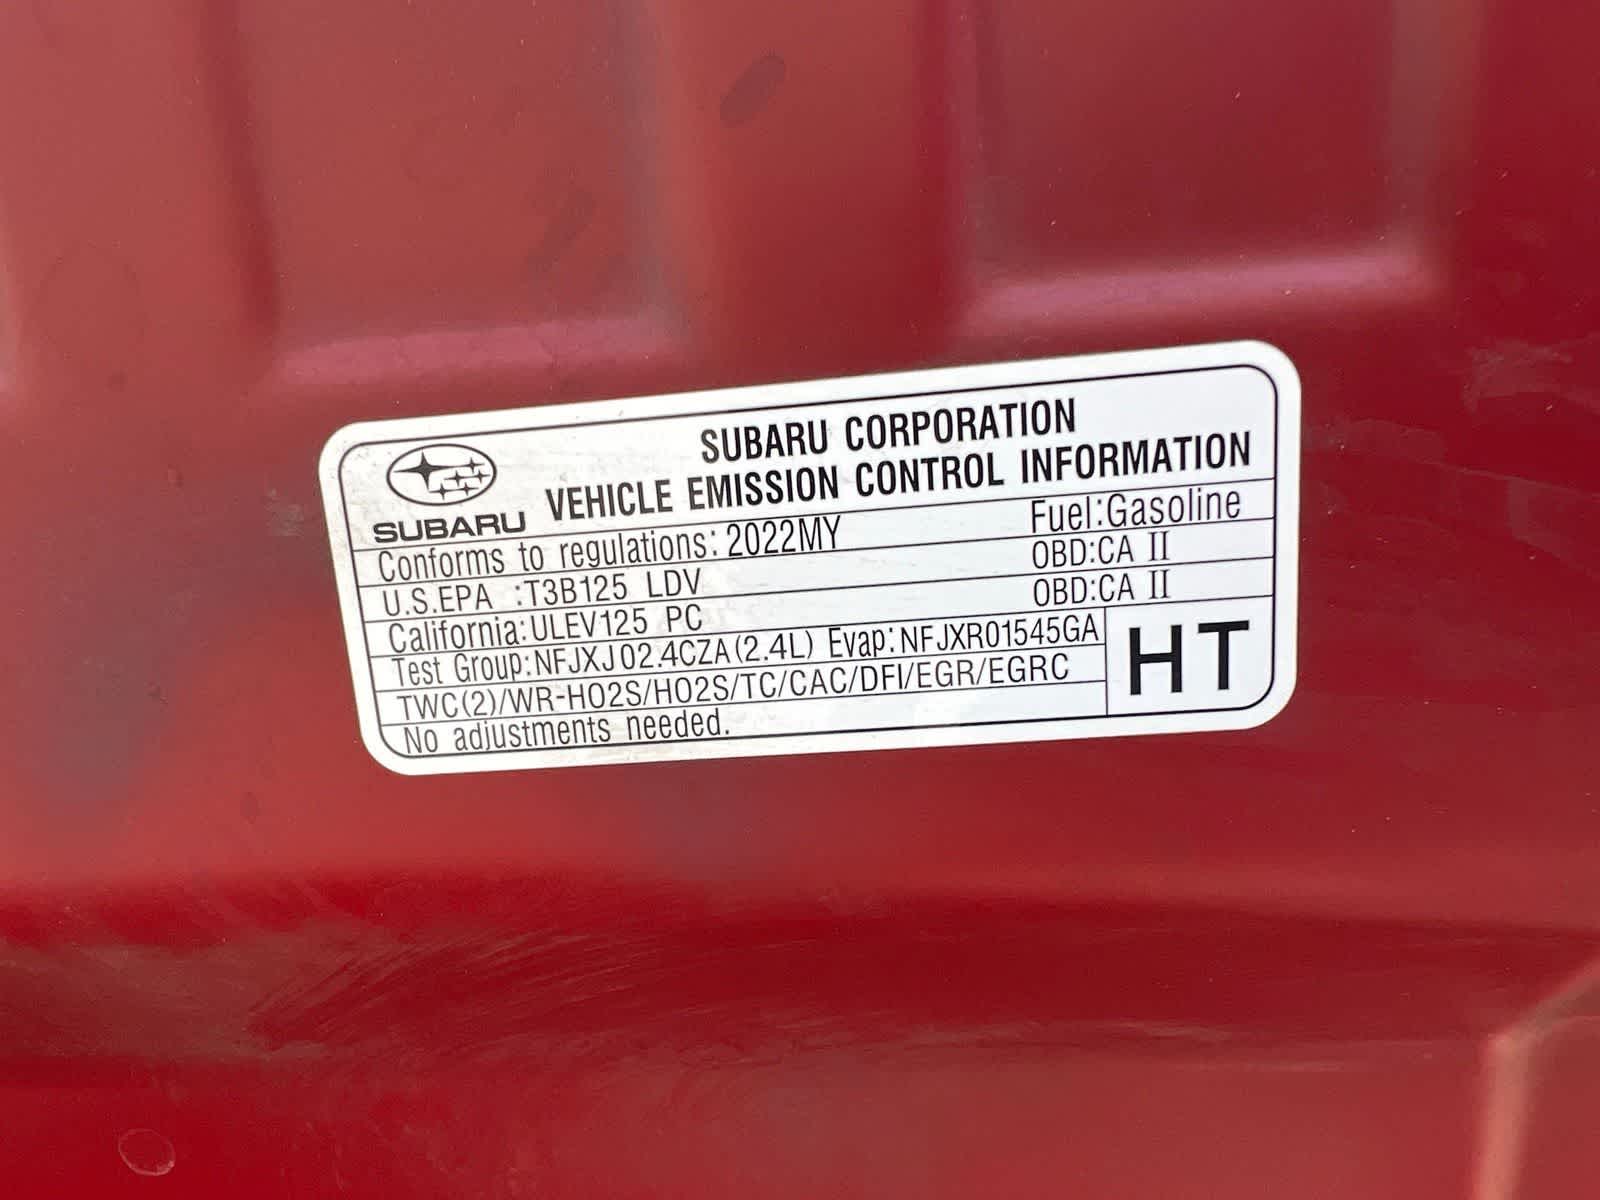 SUBARU CORPORATION
VEHICLE EMISSION CONTROL INFORMATION
SUBARU
Conforms to regulations: 2022MY Fuel:Gasoline
U.S.EPA :T3B125 LDV OBD:CA II
California:ULEV125 PC OBD:CA II
Test Group:NFJXJ02.4CZA(2.4L) Evap:NFJXR01545GA
TWC(2)/WR-HO2S/HO2S/TC/CAC/DFI/EGR/EGRC
No adjustments needed.
HT